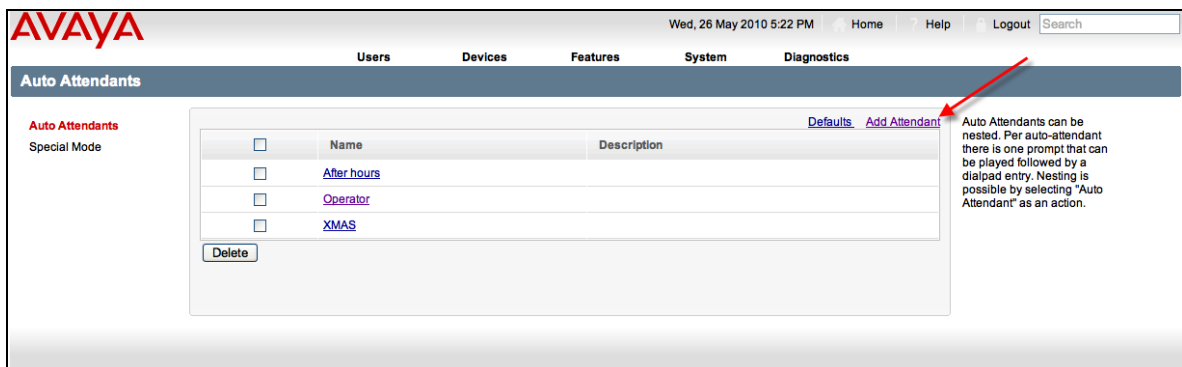 AVAYA
Wed, 26 May 2010 5:22 PM Home ? Help Logout Search
Users Devices Features System Diagnostics
Auto Attendants
Auto Attendants
Special Mode
Defaults Add Attendant
Name Description
After hours
Operator
XMAS
Delete
Auto Attendants can be
nested. Per auto-attendant
there is one prompt that can
be played followed by a
dialpad entry. Nesting is
possible by selecting "Auto
Attendant" as an action.